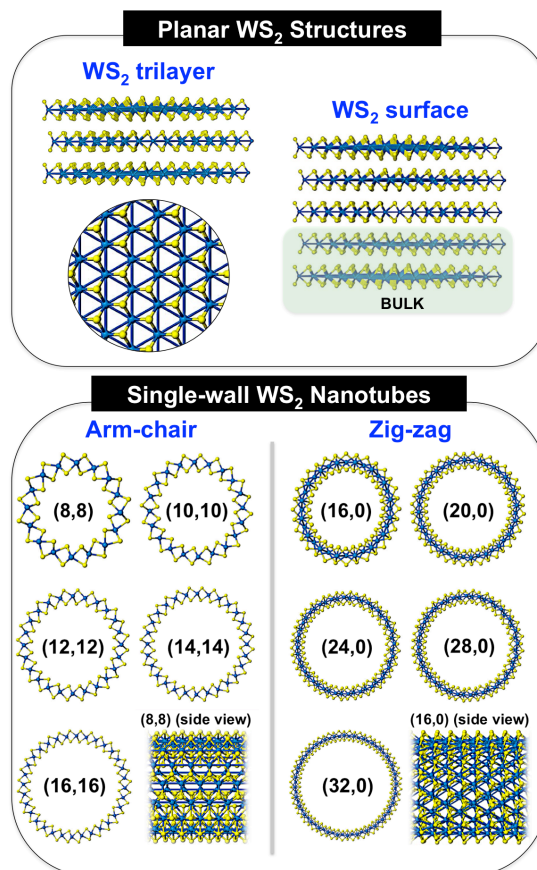 Planar WS₂ Structures
WS₂ trilayer
WS₂ surface
BULK
Single-wall WS₂ Nanotubes
Arm-chair
Zig-zag
(8,8)
(10,10)
(16,0)
(20,0)
(12,12)
(14,14)
(24,0)
(28,0)
(8,8) (side view)
(16,0) (side view)
(16,16)
(32,0)